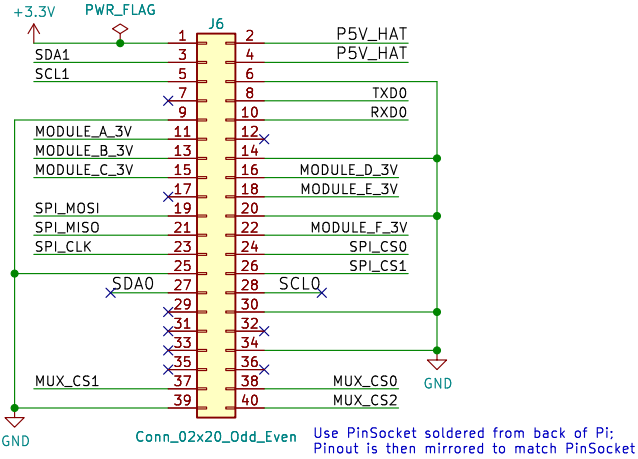 +3.3V PWR_FLAG J6
1 2 P5V_HAT
SDA1 3 4 P5V_HAT
SCL1 5 6
7 8 TXD0
9 10 RXD0
MODULE_A_3V 11 12
MODULE_B_3V 13 14
MODULE_C_3V 15 16 MODULE_D_3V
17 18 MODULE_E_3V
SPI_MOSI 19 20
SPI_MISO 21 22 MODULE_F_3V
SPI_CLK 23 24 SPI_CS0
25 26 SPI_CS1
SDA0 27 28 SCL0
29 30
31 32
33 34
35 36
GND
MUX_CS1 37 38 MUX_CS0
39 40 MUX_CS2
GND
Conn_02x20_Odd_Even
Use PinSocket soldered from back of Pi;
Pinout is then mirrored to match PinSocket